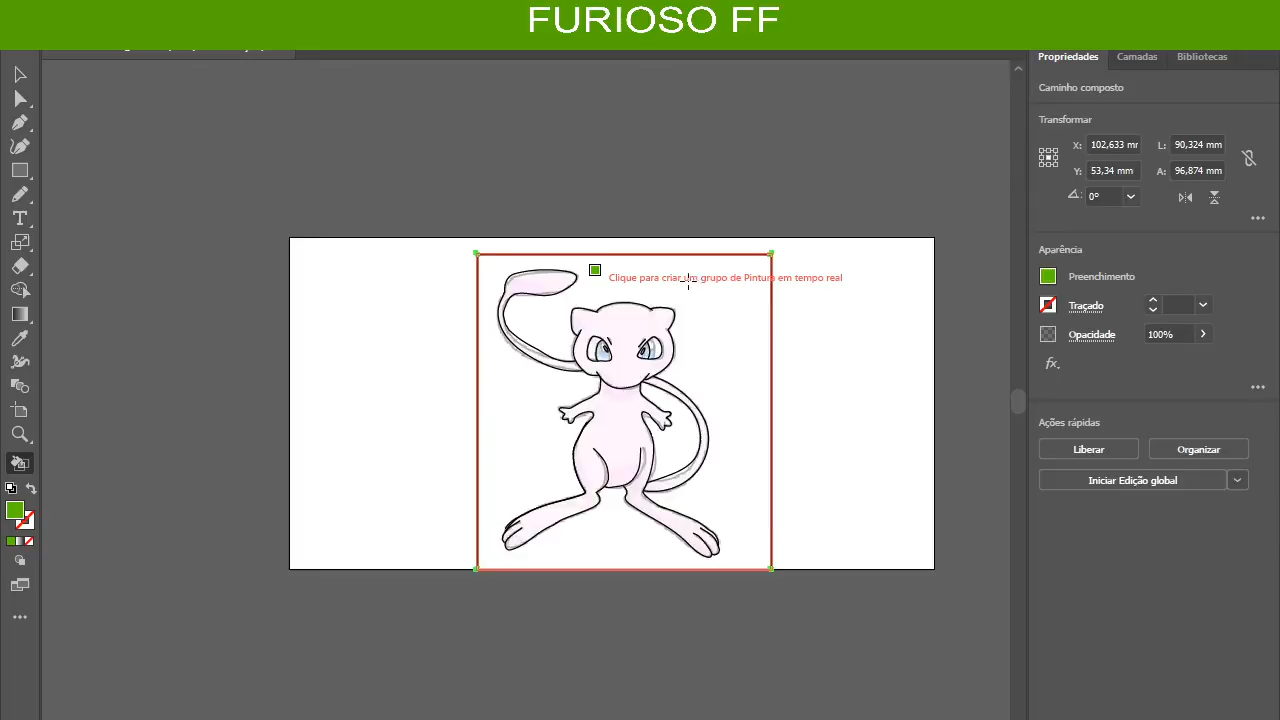 FURIOSO FF
Propriedades
Camadas
Bibliotecas
Caminho composto
Transformar
X: 102,633 mm
L: 90,324 mm
Y: 53,34 mm
A: 96,874 mm
0°
Aparência
Preenchimento
Traçado
Opacidade
100%
fx.
Ações rápidas
Liberar
Organizar
Iniciar Edição global
Clique para criar um grupo de Pintura em tempo real